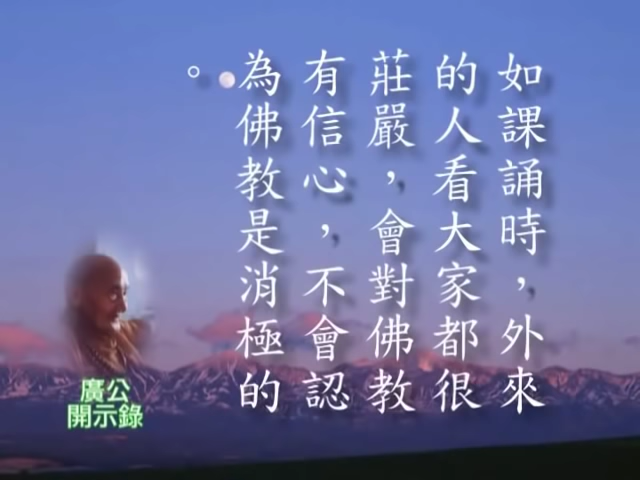 如課誦時，外來
的人看大家都很
莊嚴，會對佛教
有信心，不會認
為佛教是消極的
。
廣公
開示錄